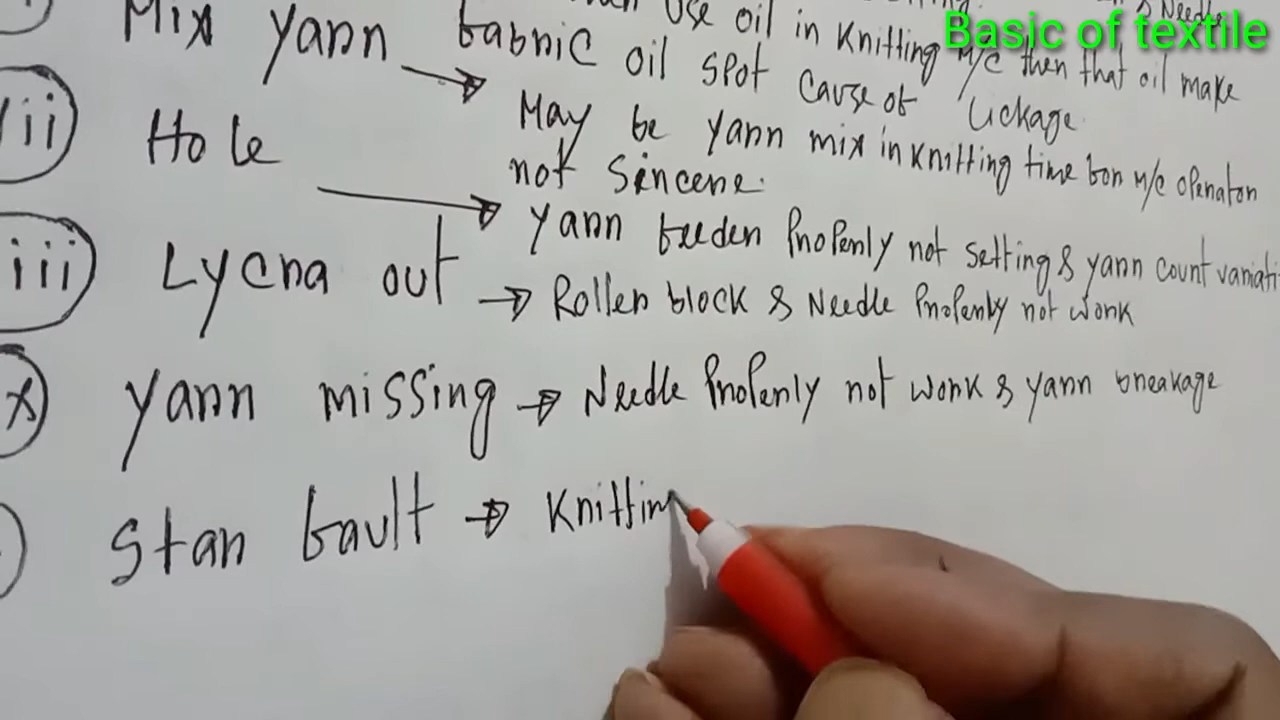 Basic of textile
Use oil in Knitting M/C then that oil make
fabric oil spot cause of lickage.
Mix yarn → May be yarn mix in knitting time for M/c operator
not sincere.
vii Hole → Yarn feeder Properly not setting & yarn count variati
iii Lycra out → Roller block & Needle Properly not work
x Yarn missing → Needle Properly not work & yarn breakage
Star fault → Knittin